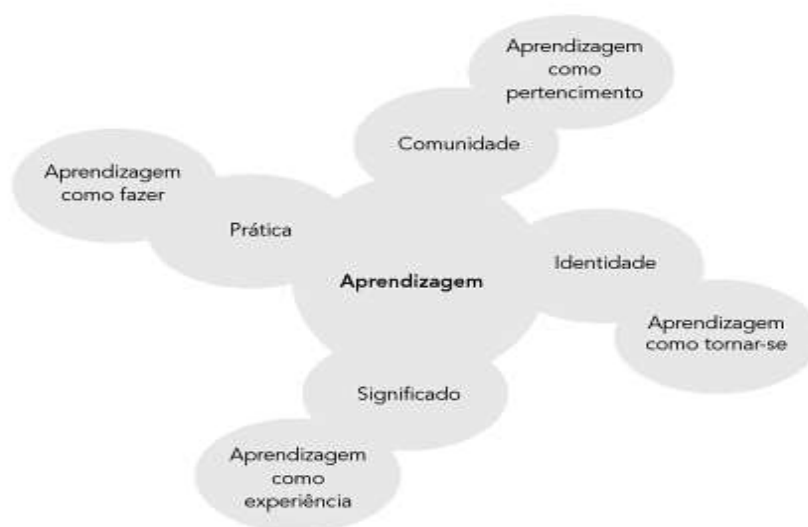 Aprendizagem
como
pertencimento
Comunidade
Aprendizagem
como fazer
Prática
Identidade
Aprendizagem
Aprendizagem
como tornar-se
Significado
Aprendizagem
como
experiência